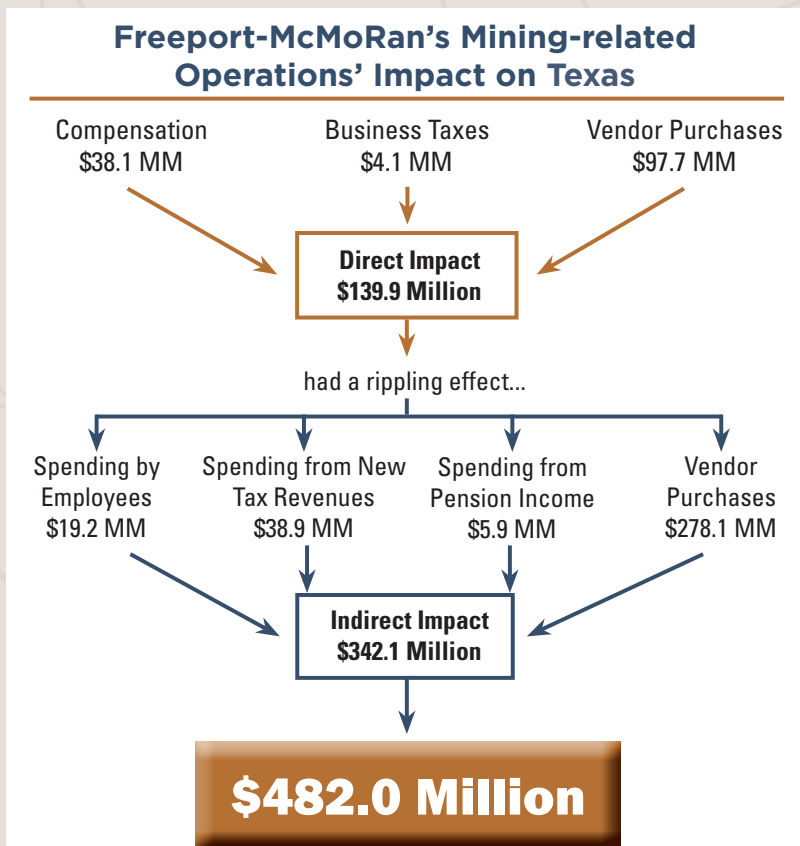 Freeport-McMoRan's Mining-related
Operations' Impact on Texas
Compensation
$38.1 MM
Business Taxes
$4.1 MM
Vendor Purchases
$97.7 MM
Direct Impact
$139.9 Million
had a rippling effect...
Spending by
Employees
$19.2 MM
Spending from New
Tax Revenues
$38.9 MM
Spending from
Pension Income
$5.9 MM
Vendor
Purchases
$278.1 MM
Indirect Impact
$342.1 Million
$482.0 Million